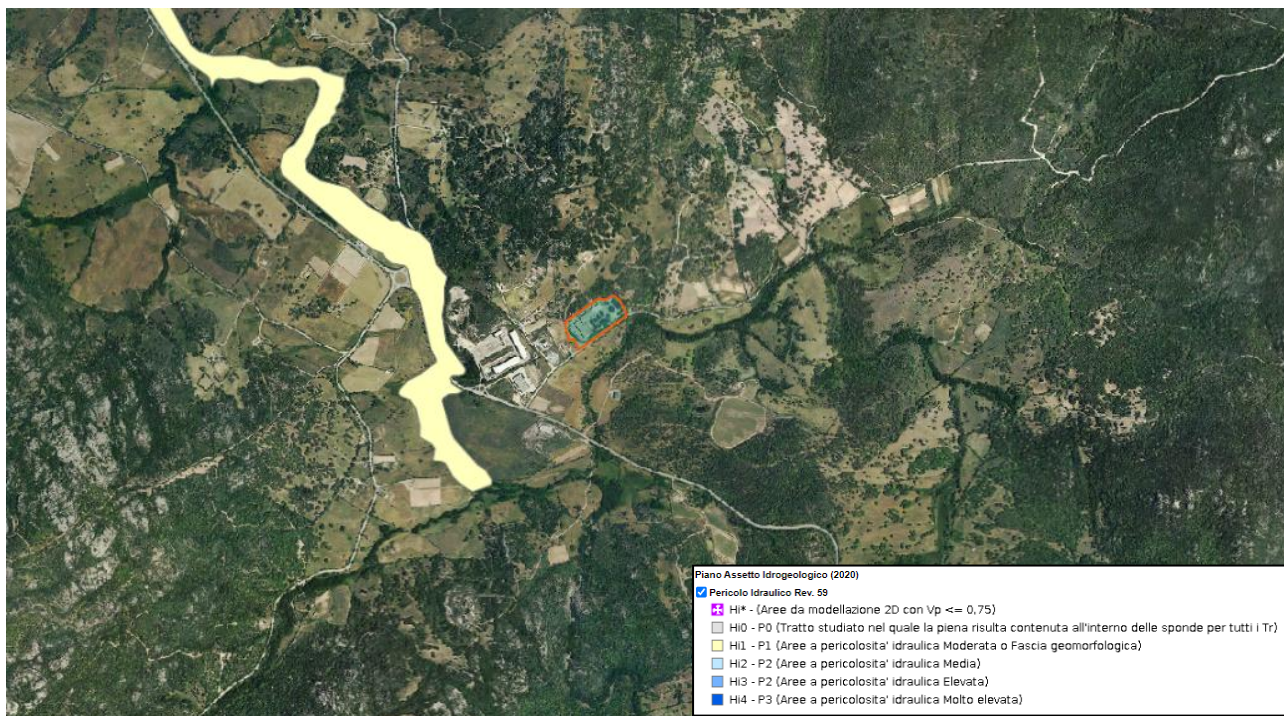 Piano Assetto Idrogeologico (2020)
Pericolo Idraulico Rev. 59
Hi* - (Aree da modellazione 2D con Vp <= 0,75)
Hi0 - P0 (Tratto studiato nel quale la piena risulta contenuta all'interno delle sponde per tutti i Tr)
Hi1 - P1 (Aree a pericolosita' idraulica Moderata o Fascia geomorfologica)
Hi2 - P2 (Aree a pericolosita' idraulica Media)
Hi3 - P2 (Aree a pericolosita' idraulica Elevata)
Hi4 - P3 (Aree a pericolosita' idraulica Molto elevata)